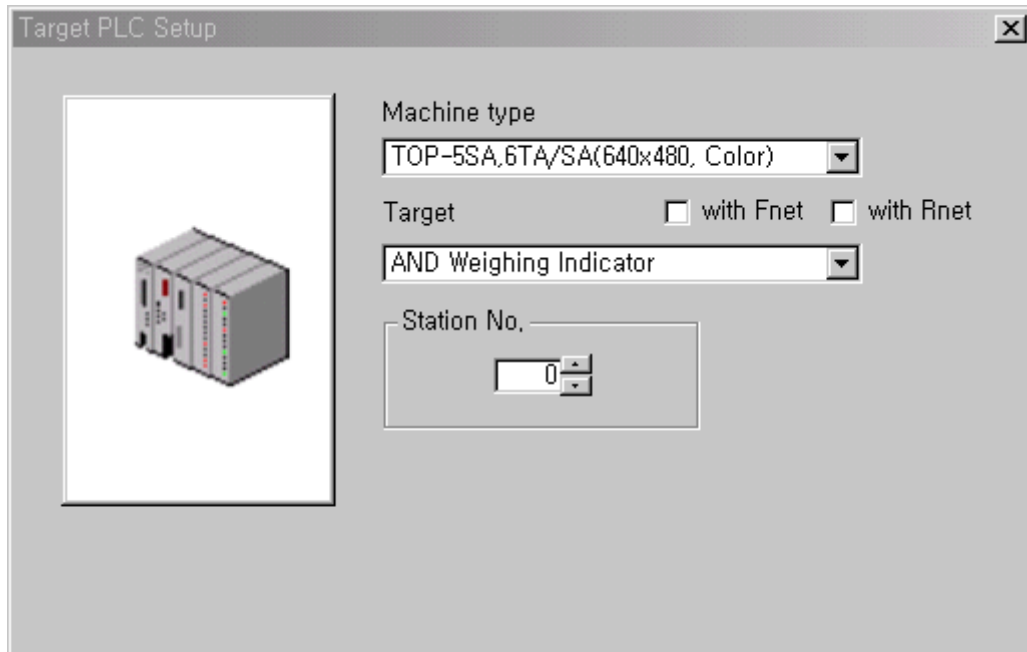 Target PLC Setup
Machine type
TOP-5SA,6TA/SA(640x480, Color)
Target with Fnet with Rnet
AND Weighing Indicator
Station No.
0